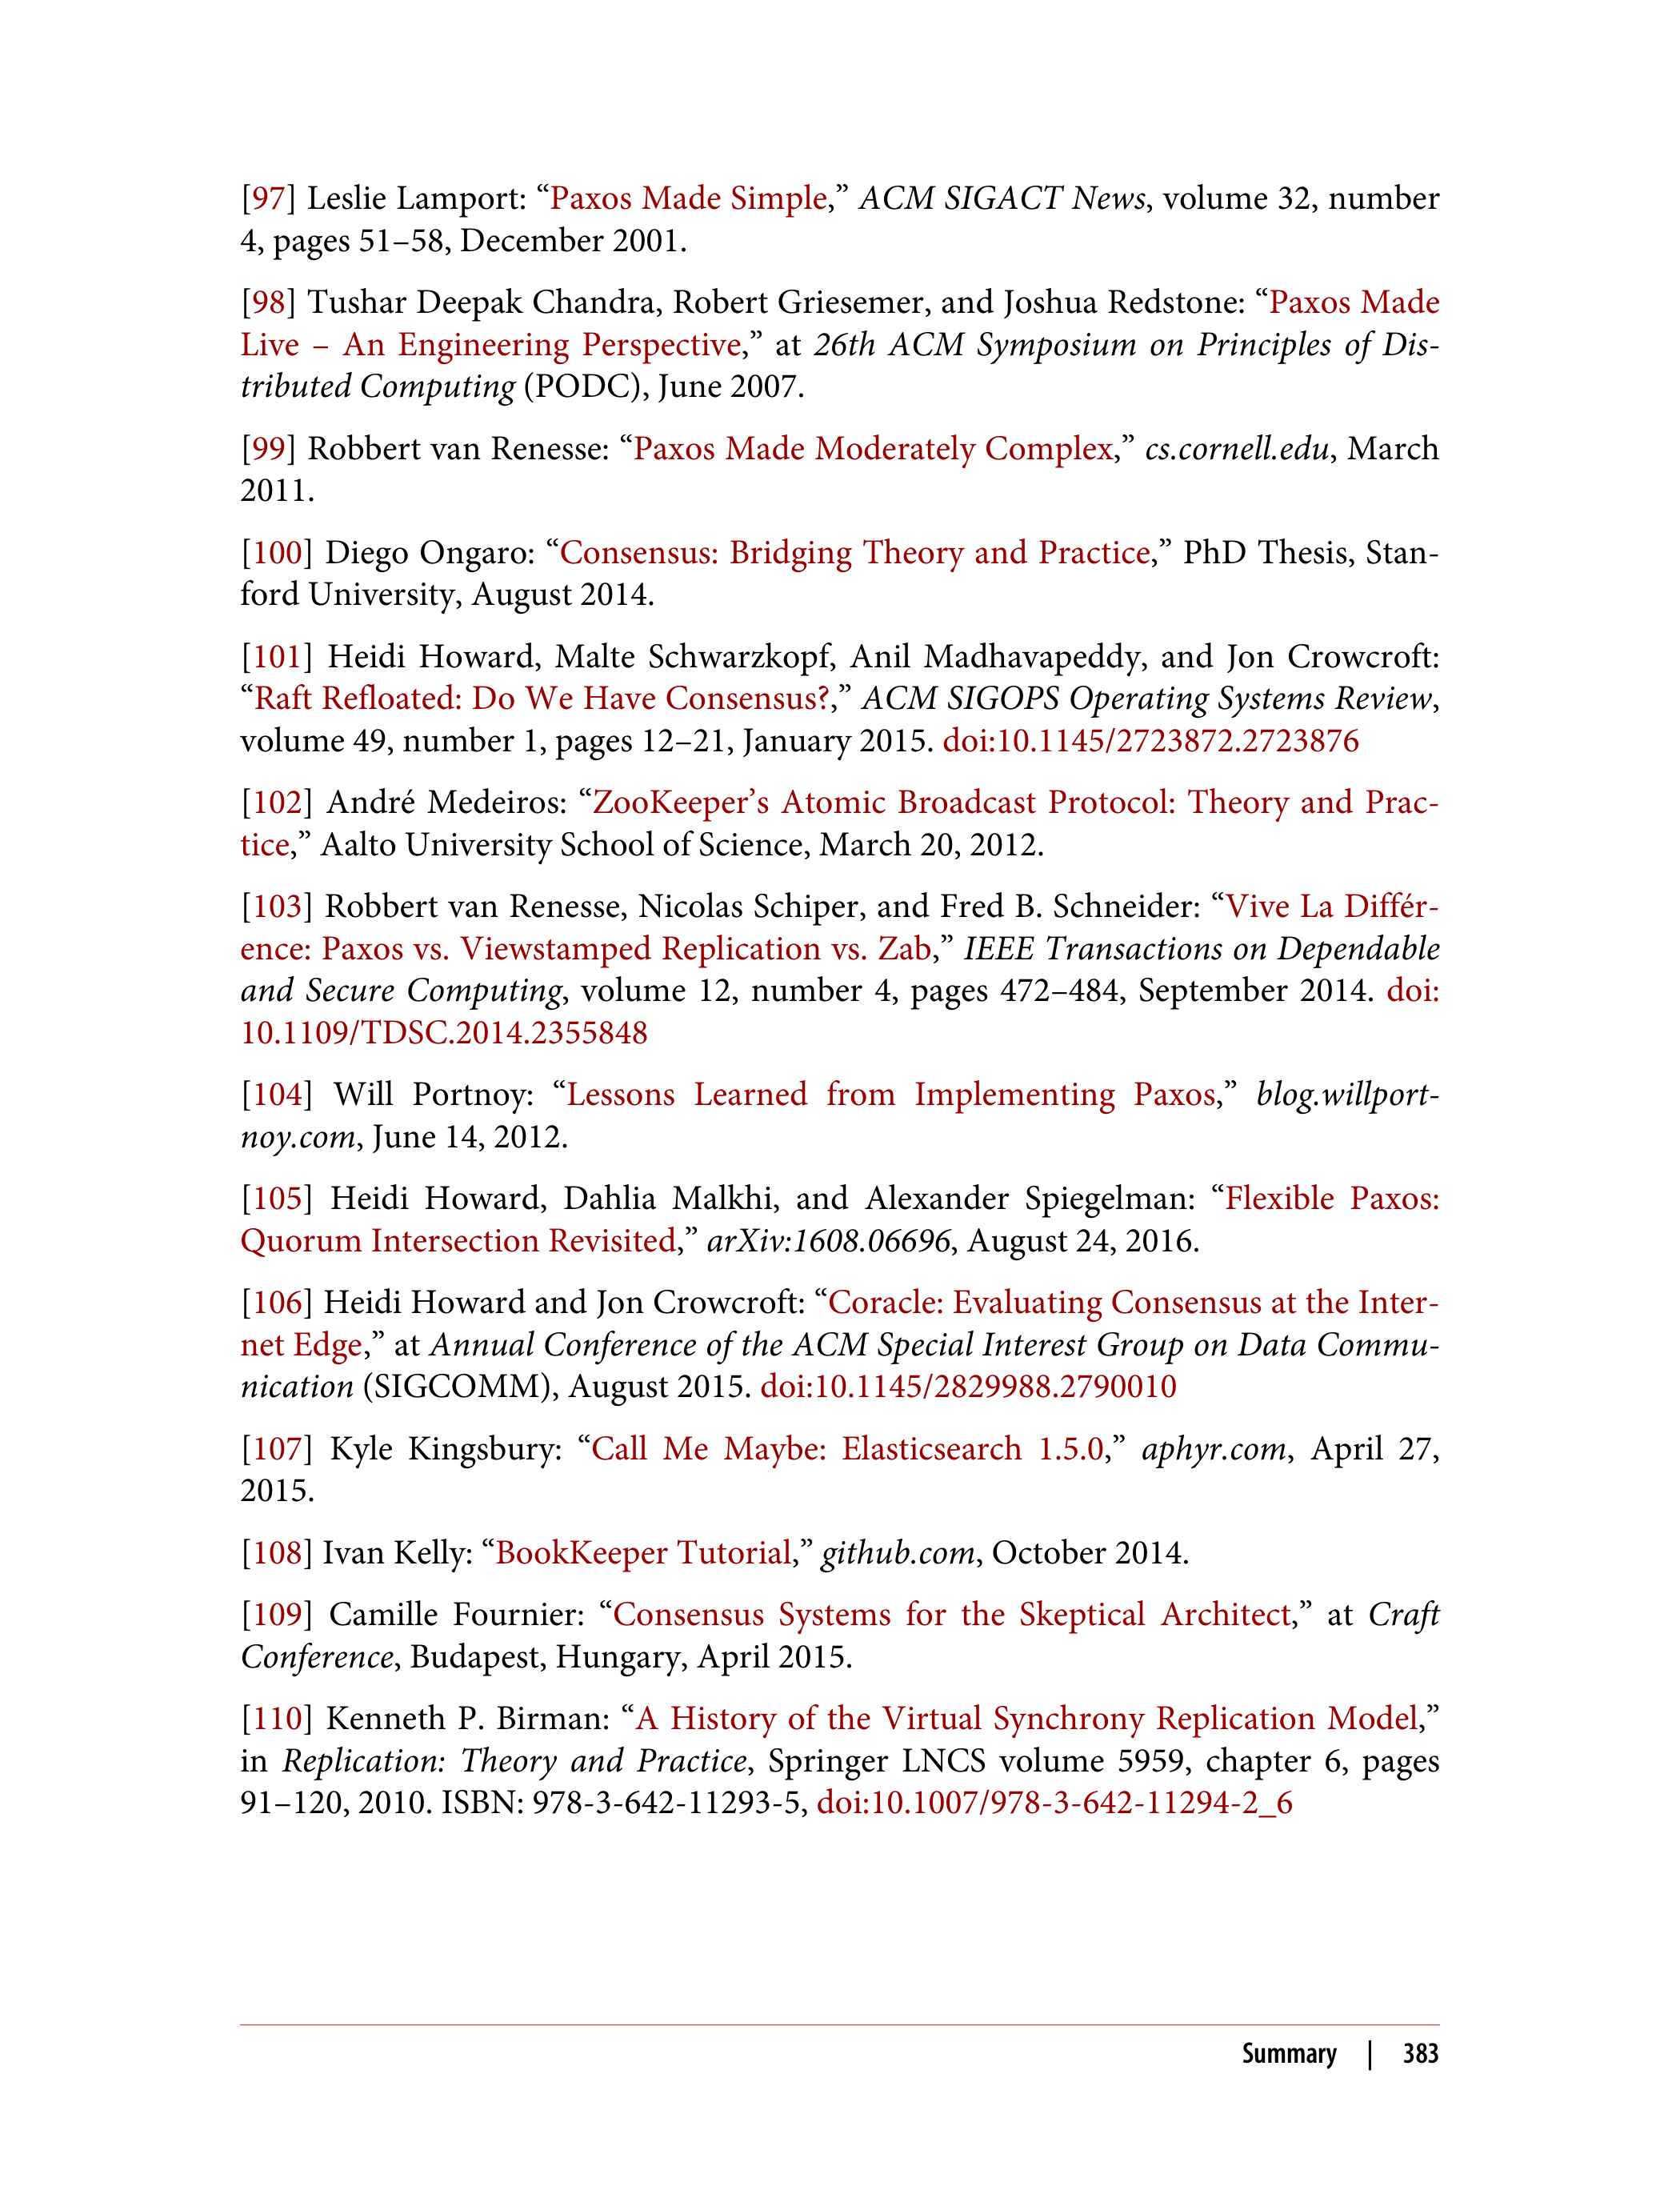 [97] Leslie Lamport: “Paxos Made Simple,” ACM SIGACT News, volume 32, number
4, pages 51–58, December 2001.
[98] Tushar Deepak Chandra, Robert Griesemer, and Joshua Redstone: “Paxos Made
Live – An Engineering Perspective,” at 26th ACM Symposium on Principles of Dis-
tributed Computing (PODC), June 2007.
[99] Robbert van Renesse: “Paxos Made Moderately Complex,” cs.cornell.edu, March
2011.
[100] Diego Ongaro: “Consensus: Bridging Theory and Practice,” PhD Thesis, Stan-
ford University, August 2014.
[101] Heidi Howard, Malte Schwarzkopf, Anil Madhavapeddy, and Jon Crowcroft:
“Raft Refloated: Do We Have Consensus?,” ACM SIGOPS Operating Systems Review,
volume 49, number 1, pages 12–21, January 2015. doi:10.1145/2723872.2723876
[102] André Medeiros: “ZooKeeper’s Atomic Broadcast Protocol: Theory and Prac-
tice,” Aalto University School of Science, March 20, 2012.
[103] Robbert van Renesse, Nicolas Schiper, and Fred B. Schneider: “Vive La Différ-
ence: Paxos vs. Viewstamped Replication vs. Zab,” IEEE Transactions on Dependable
and Secure Computing, volume 12, number 4, pages 472–484, September 2014. doi:
10.1109/TDSC.2014.2355848
[104] Will Portnoy: “Lessons Learned from Implementing Paxos,” blog.willport-
noy.com, June 14, 2012.
[105] Heidi Howard, Dahlia Malkhi, and Alexander Spiegelman: “Flexible Paxos:
Quorum Intersection Revisited,” arXiv:1608.06696, August 24, 2016.
[106] Heidi Howard and Jon Crowcroft: “Coracle: Evaluating Consensus at the Inter-
net Edge,” at Annual Conference of the ACM Special Interest Group on Data Commu-
nication (SIGCOMM), August 2015. doi:10.1145/2829988.2790010
[107] Kyle Kingsbury: “Call Me Maybe: Elasticsearch 1.5.0,” aphyr.com, April 27,
2015.
[108] Ivan Kelly: “BookKeeper Tutorial,” github.com, October 2014.
[109] Camille Fournier: “Consensus Systems for the Skeptical Architect,” at Craft
Conference, Budapest, Hungary, April 2015.
[110] Kenneth P. Birman: “A History of the Virtual Synchrony Replication Model,”
in Replication: Theory and Practice, Springer LNCS volume 5959, chapter 6, pages
91–120, 2010. ISBN: 978-3-642-11293-5, doi:10.1007/978-3-642-11294-2_6
Summary | 383